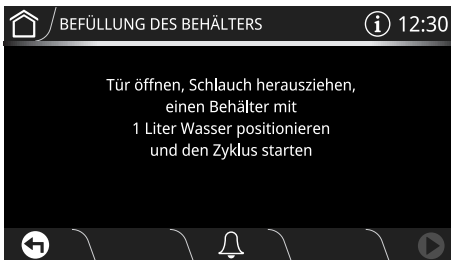 BEFÜLLUNG DES BEHÄLTERS
i 12:30
Tür öffnen, Schlauch herausziehen,
einen Behälter mit
1 Liter Wasser positionieren
und den Zyklus starten